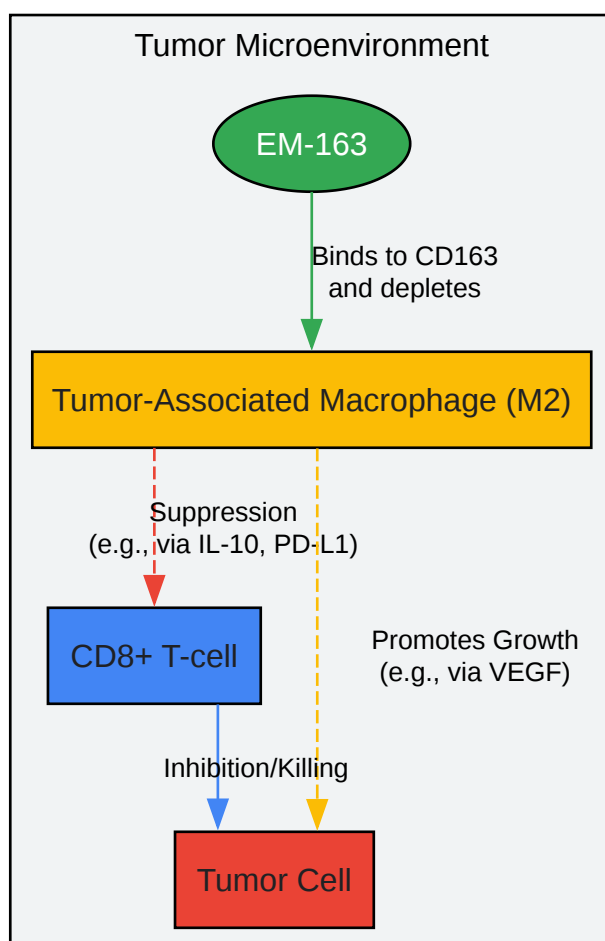 Tumor Microenvironment
EM-163
Binds to CD163
and depletes
Tumor-Associated Macrophage (M2)
Suppression
(e.g., via IL-10, PD-L1)
CD8+ T-cell
Promotes Growth
(e.g., via VEGF)
Inhibition/Killing
Tumor Cell